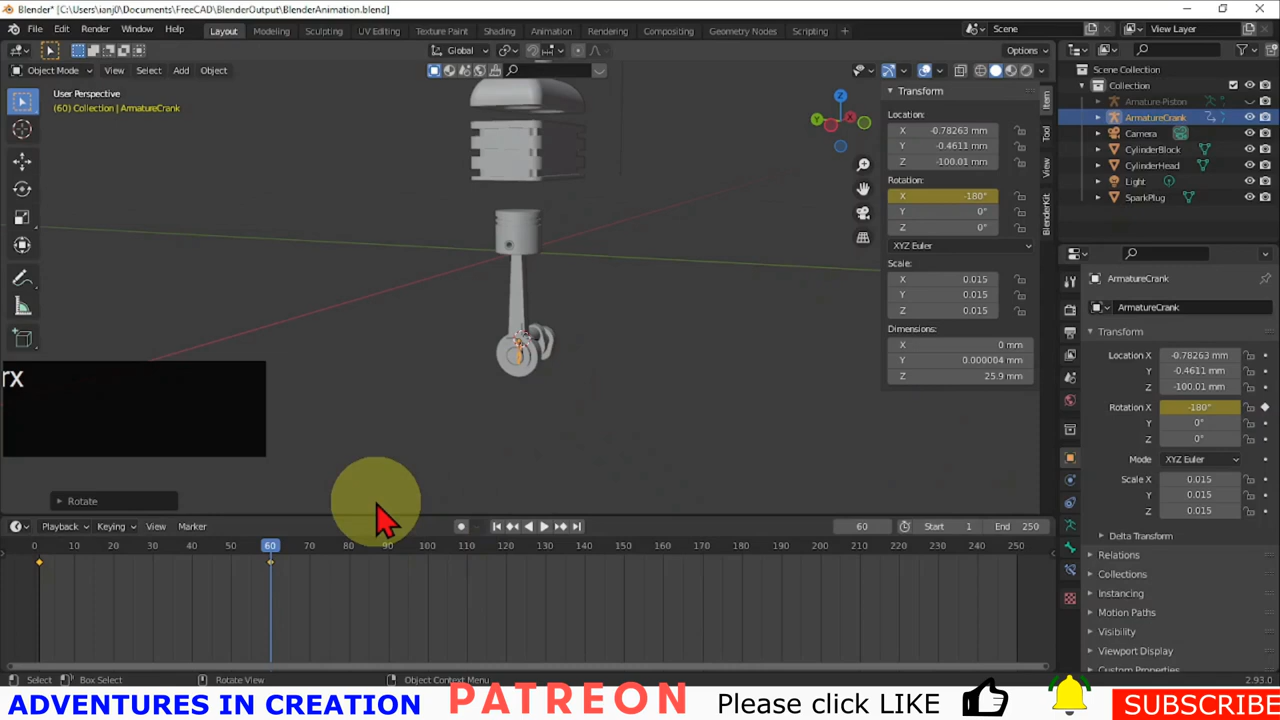 Blender* [C:\Users\ianj0\Documents\FreeCAD\BlenderOutput\BlenderAnimation.blend]
File Edit Render Window Help Layout Modeling Sculpting UV Editing Texture Paint Shading Animation Rendering Compositing Geometry Nodes Scripting + Scene View Layer
Global Options
Object Mode View Select Add Object
User Perspective
(60) Collection | ArmatureCrank
Transform
Location:
X -0.78263 mm
Y -0.4611 mm
Z -100.01 mm
Rotation:
X -180°
Y 0°
Z 0°
XYZ Euler
Scale:
X 0.015
Y 0.015
Z 0.015
Dimensions:
X 0 mm
Y 0.000004 mm
Z 25.9 mm
Item
Tool
View
BlenderKit
Z
Y
X
Scene Collection
Collection
Armature-Piston
ArmatureCrank
Camera
CylinderBlock
CylinderHead
Light
SparkPlug
ArmatureCrank
ArmatureCrank
Transform
Location X -0.78263 mm
Y -0.4611 mm
Z -100.01 mm
Rotation X -180°
Y 0°
Z 0°
Mode XYZ Euler
Scale X 0.015
Y 0.015
Z 0.015
Delta Transform
Relations
Collections
Instancing
Motion Paths
Visibility
Viewport Display
Custom Properties
rx
Rotate
Playback Keying View Marker 60 Start 1 End 250
0 10 20 30 40 50 60 70 80 90 100 110 120 130 140 150 160 170 180 190 200 210 220 230 240 250
Select Box Select Rotate View Object Context Menu 2.93.0
ADVENTURES IN CREATION PATREON Please click LIKE SUBSCRIBE